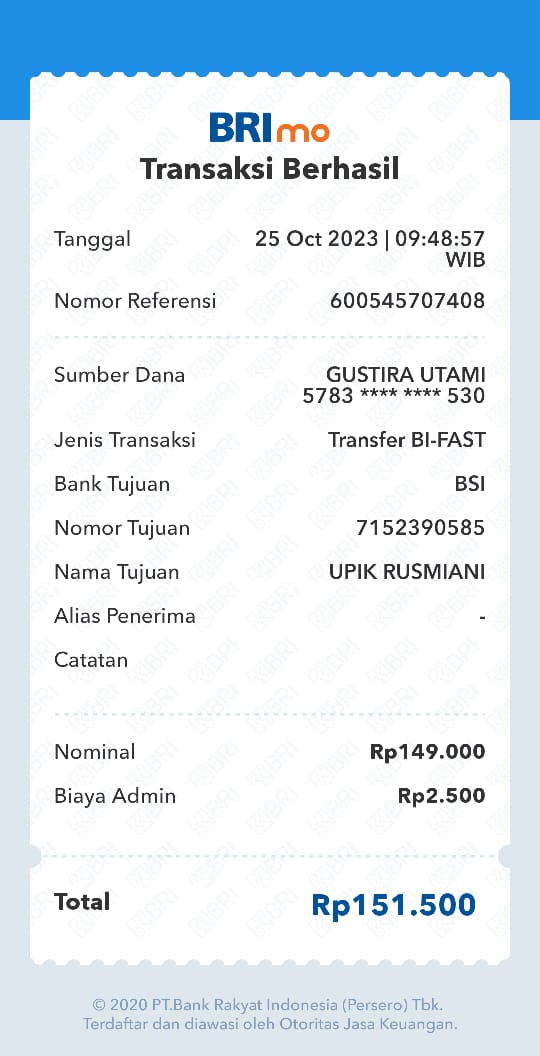 BRImo
Transaksi Berhasil
Tanggal 25 Oct 2023 | 09:48:57
WIB
Nomor Referensi 600545707408
Sumber Dana GUSTIRA UTAMI
5783 **** **** 530
Jenis Transaksi Transfer BI-FAST
Bank Tujuan BSI
Nomor Tujuan 7152390585
Nama Tujuan UPIK RUSMIANI
Alias Penerima -
Catatan
Nominal Rp149.000
Biaya Admin Rp2.500
Total Rp151.500
© 2020 PT.Bank Rakyat Indonesia (Persero) Tbk.
Terdaftar dan diawasi oleh Otoritas Jasa Keuangan.